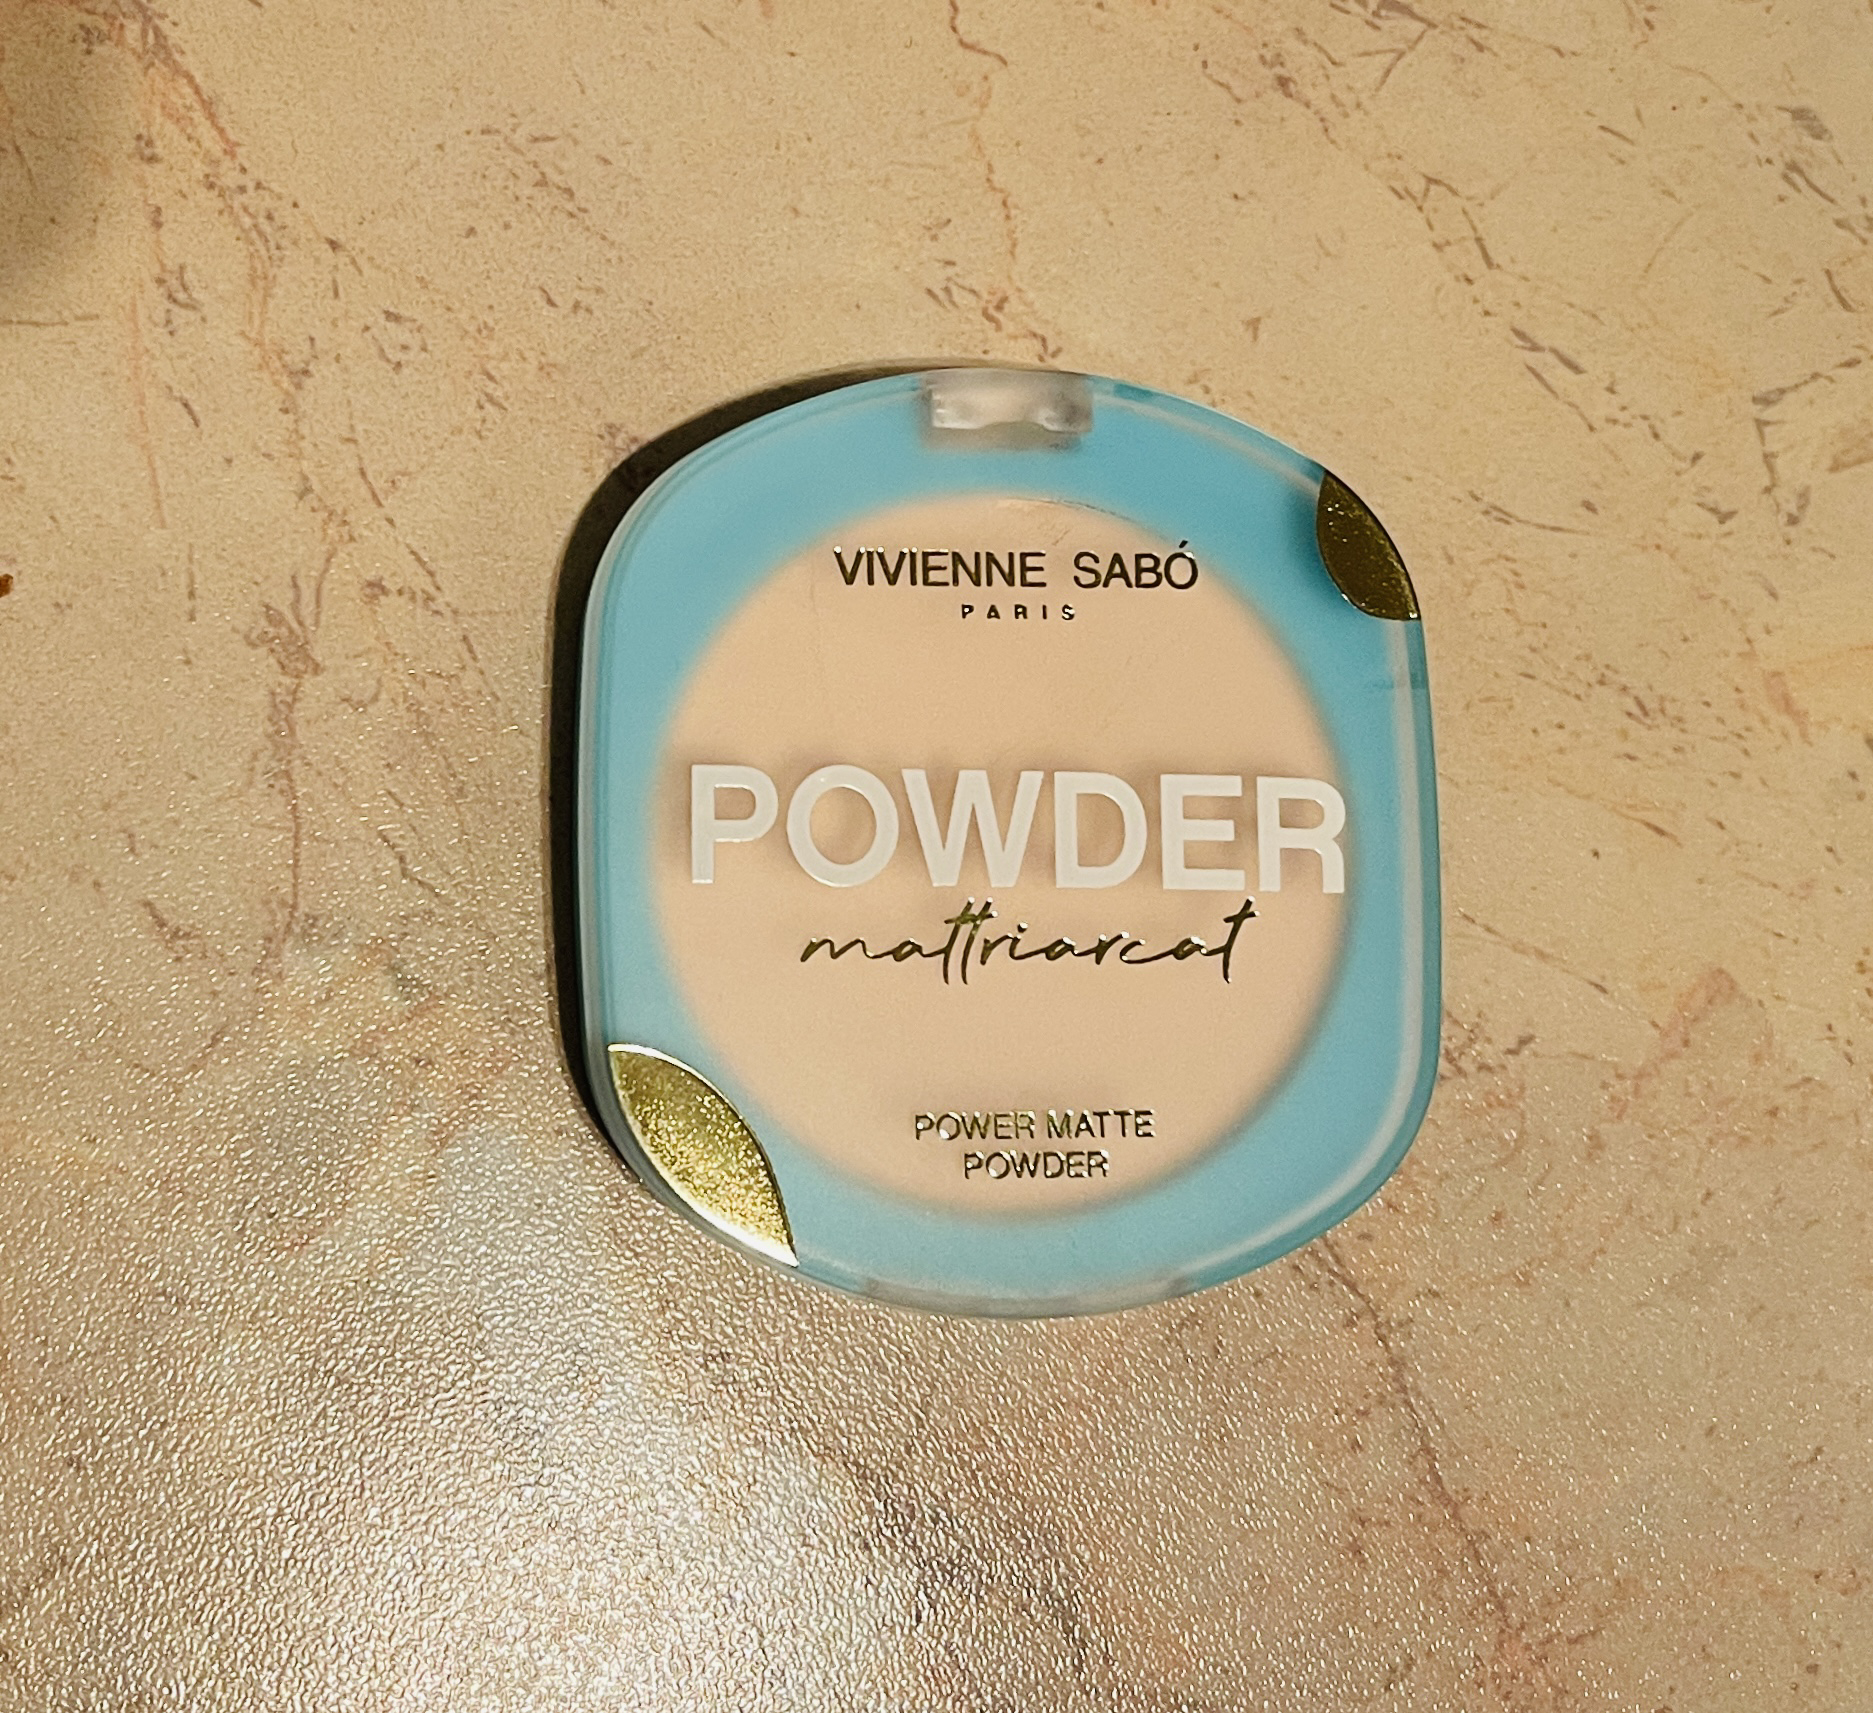 VIVIENNE SABÓ
PARIS
POWDER
mattriarcat
POWER MATTE
POWDER